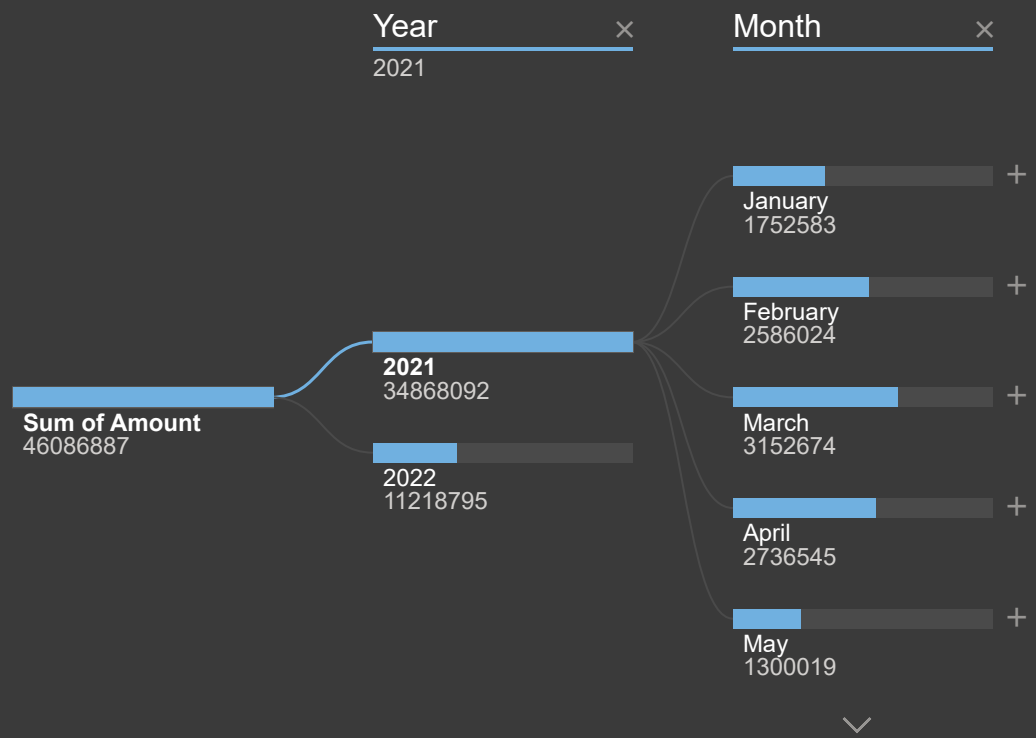 Year
Month
2021
January
1752583
February
2586024
2021
34868092
March
3152674
Sum of Amount
46086887
2022
11218795
April
2736545
May
1300019